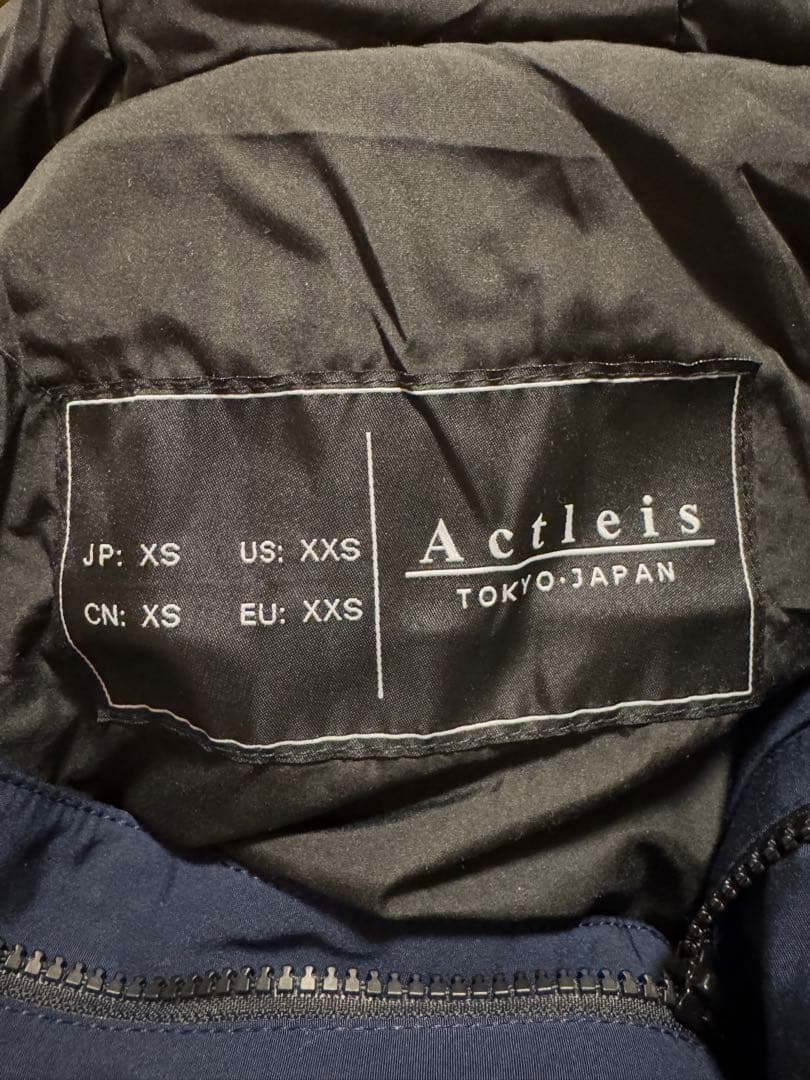 JP: XS US: XXS
CN: XS EU: XXS
Actleis
TOKYO·JAPAN